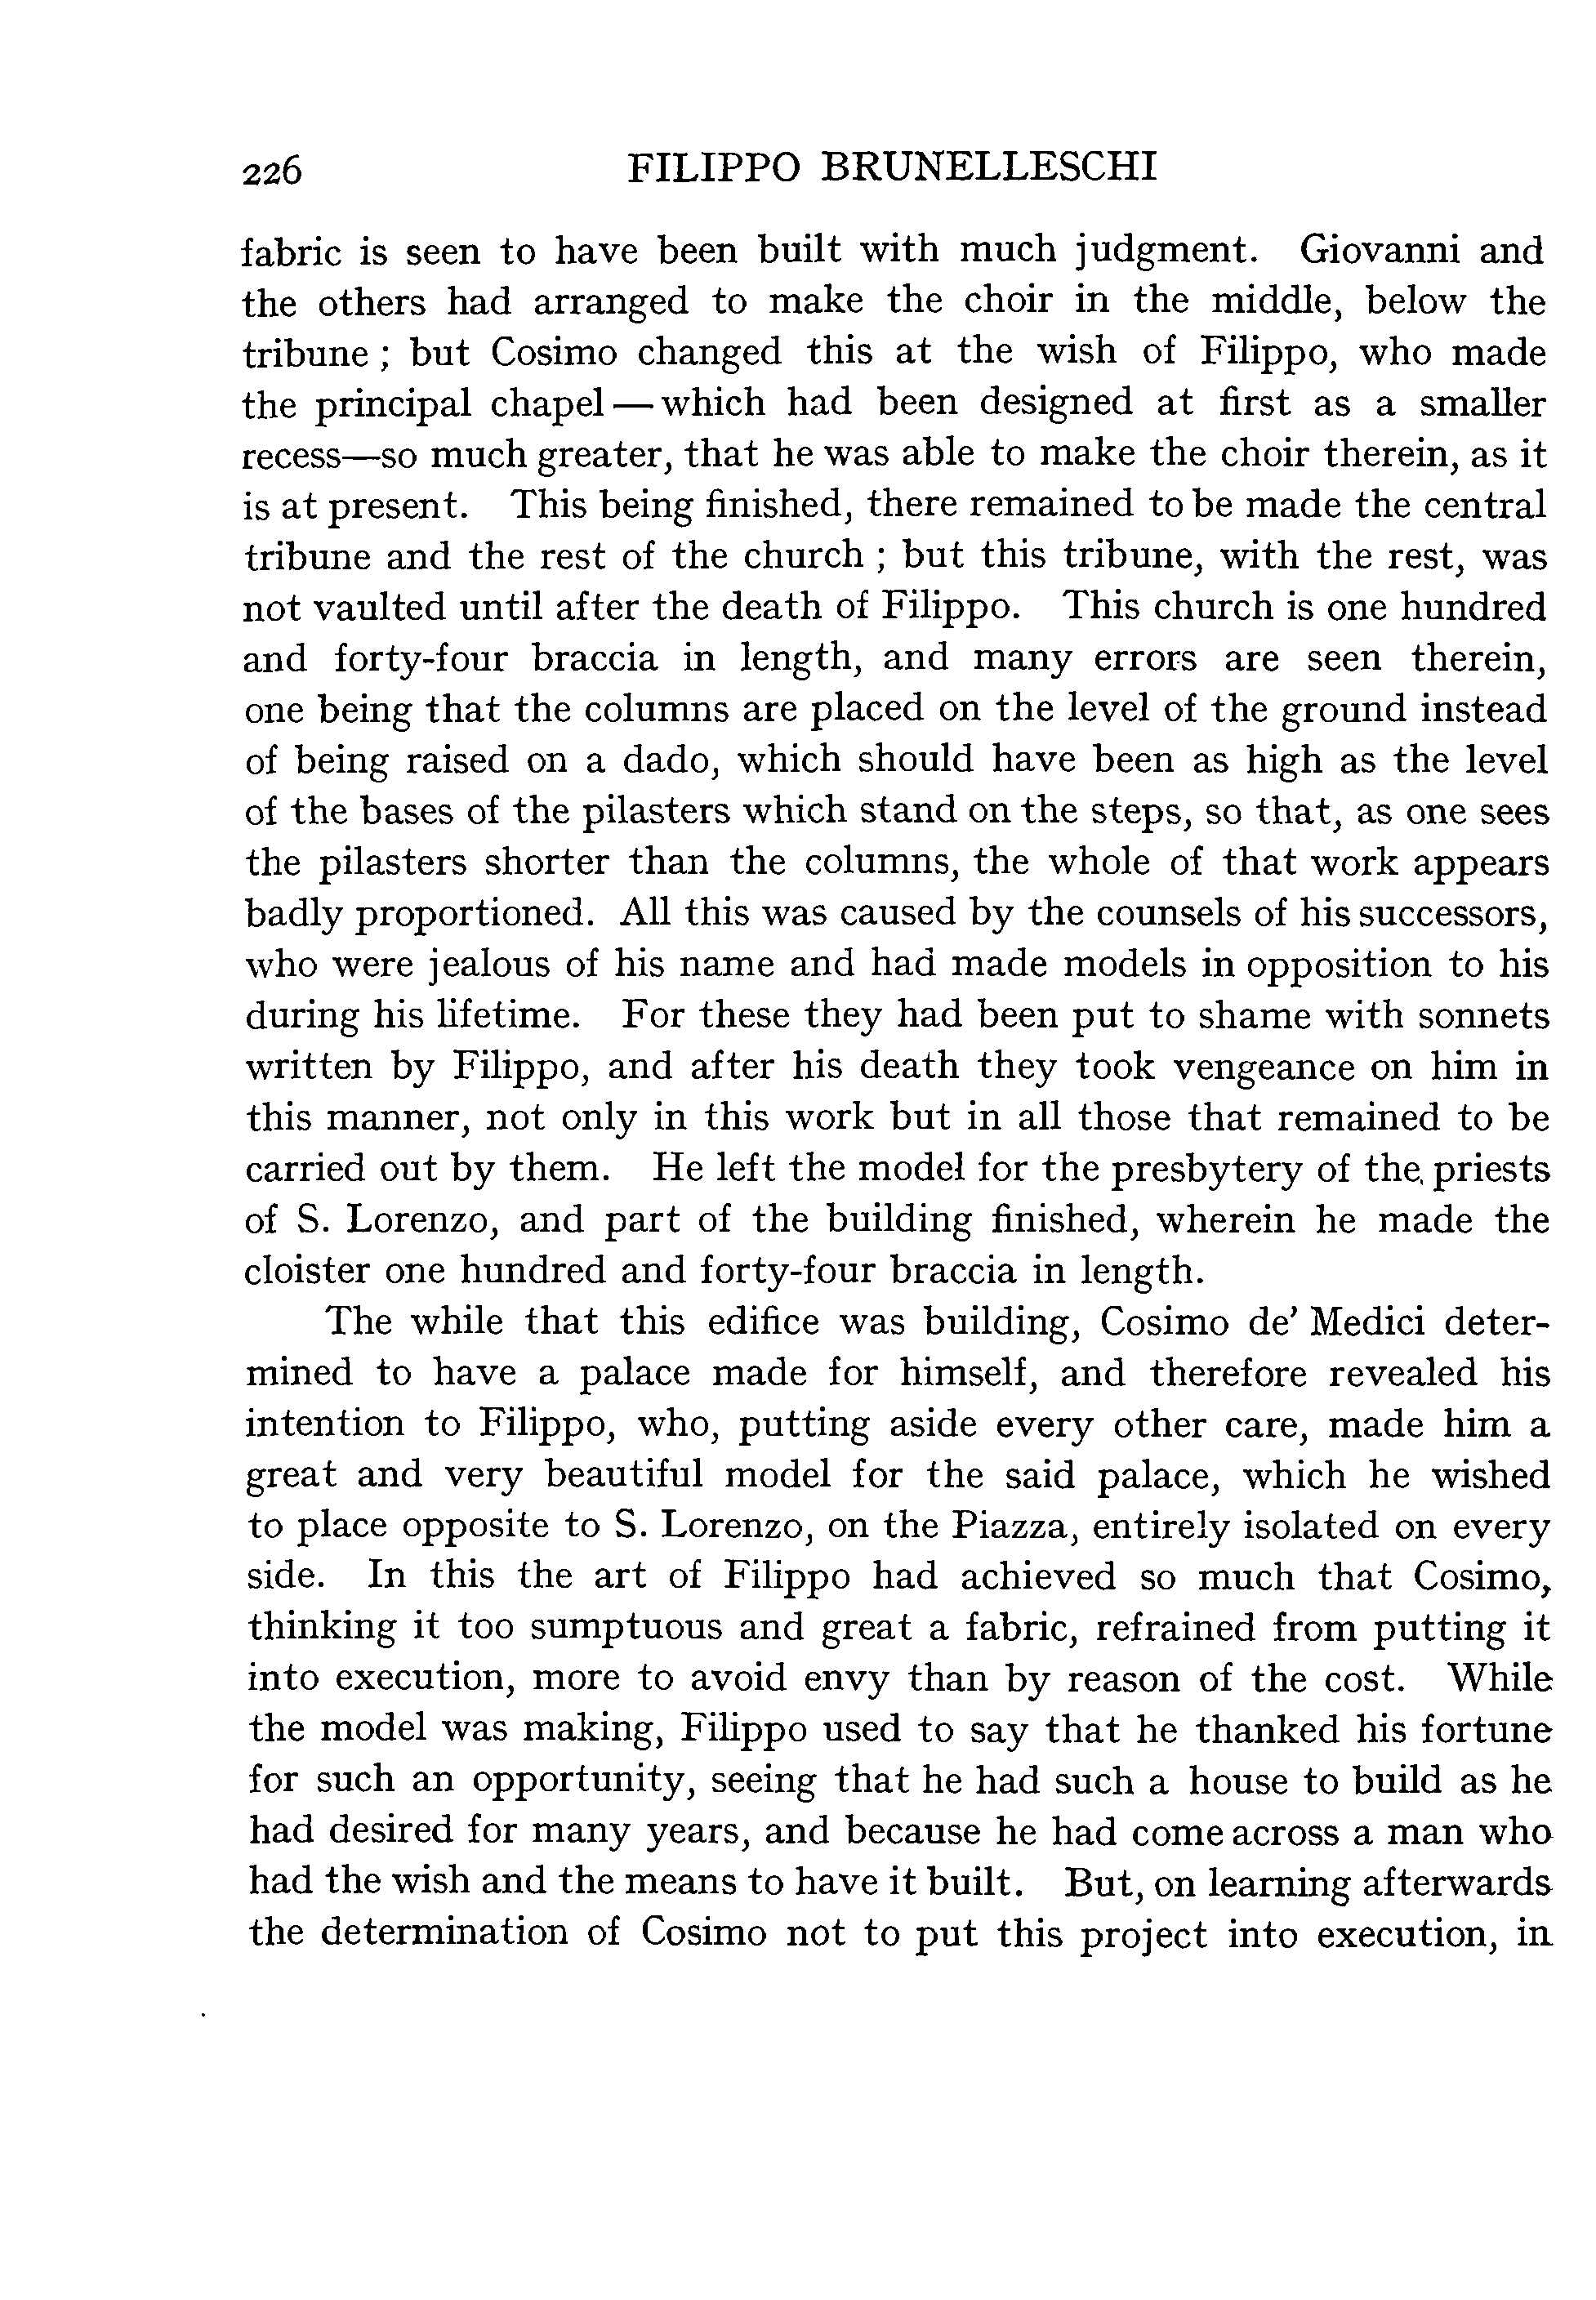 226 FILIPPO BRUNELLESCHI
fabric is seen to have been built with much judgment. Giovanni and
the others had arranged to make the choir in the middle, below the
tribune ; but Cosimo changed this at the wish of Filippo, who made
the principal chapel — which had been designed at first as a smaller
recess—so much greater, that he was able to make the choir therein, as it
is at present. This being finished, there remained to be made the central
tribune and the rest of the church ; but this tribune, with the rest, was
not vaulted until after the death of Filippo. This church is one hundred
and forty-four braccia in length, and many errors are seen therein,
one being that the columns are placed on the level of the ground instead
of being raised on a dado, which should have been as high as the level
of the bases of the pilasters which stand on the steps, so that, as one sees
the pilasters shorter than the columns, the whole of that work appears
badly proportioned. All this was caused by the counsels of his successors,
who were jealous of his name and had made models in opposition to his
during his lifetime. For these they had been put to shame with sonnets
written by Filippo, and after his death they took vengeance on him in
this manner, not only in this work but in all those that remained to be
carried out by them. He left the model for the presbytery of the priests
of S. Lorenzo, and part of the building finished, wherein he made the
cloister one hundred and forty-four braccia in length.
The while that this edifice was building, Cosimo de' Medici deter-
mined to have a palace made for himself, and therefore revealed his
intention to Filippo, who, putting aside every other care, made him a
great and very beautiful model for the said palace, which he wished
to place opposite to S. Lorenzo, on the Piazza, entirely isolated on every
side. In this the art of Filippo had achieved so much that Cosimo,
thinking it too sumptuous and great a fabric, refrained from putting it
into execution, more to avoid envy than by reason of the cost. While
the model was making, Filippo used to say that he thanked his fortune
for such an opportunity, seeing that he had such a house to build as he
had desired for many years, and because he had come across a man who
had the wish and the means to have it built. But, on learning afterwards
the determination of Cosimo not to put this project into execution, in